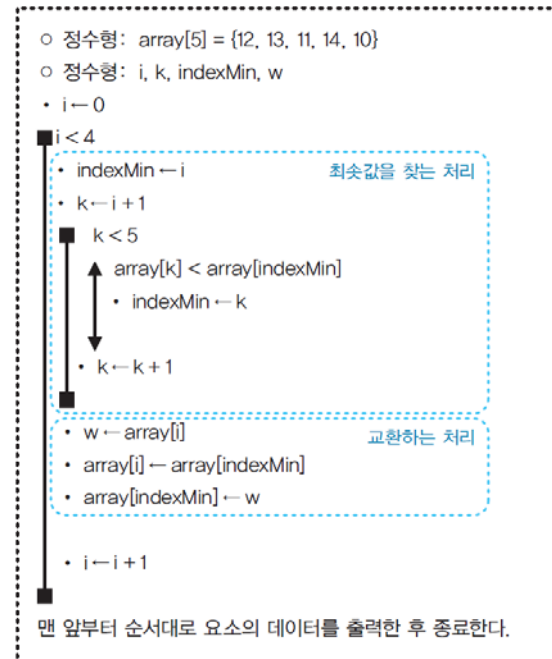 ○ 정수형: array[5] = {12, 13, 11, 14, 10}
○ 정수형: i, k, indexMin, w
• i ← 0
i < 4
• indexMin ← i 최솟값을 찾는 처리
• k ← i + 1
k < 5
array[k] < array[indexMin]
• indexMin ← k
• k ← k + 1
• w ← array[i] 교환하는 처리
• array[i] ← array[indexMin]
• array[indexMin] ← w
• i ← i + 1
맨 앞부터 순서대로 요소의 데이터를 출력한 후 종료한다.